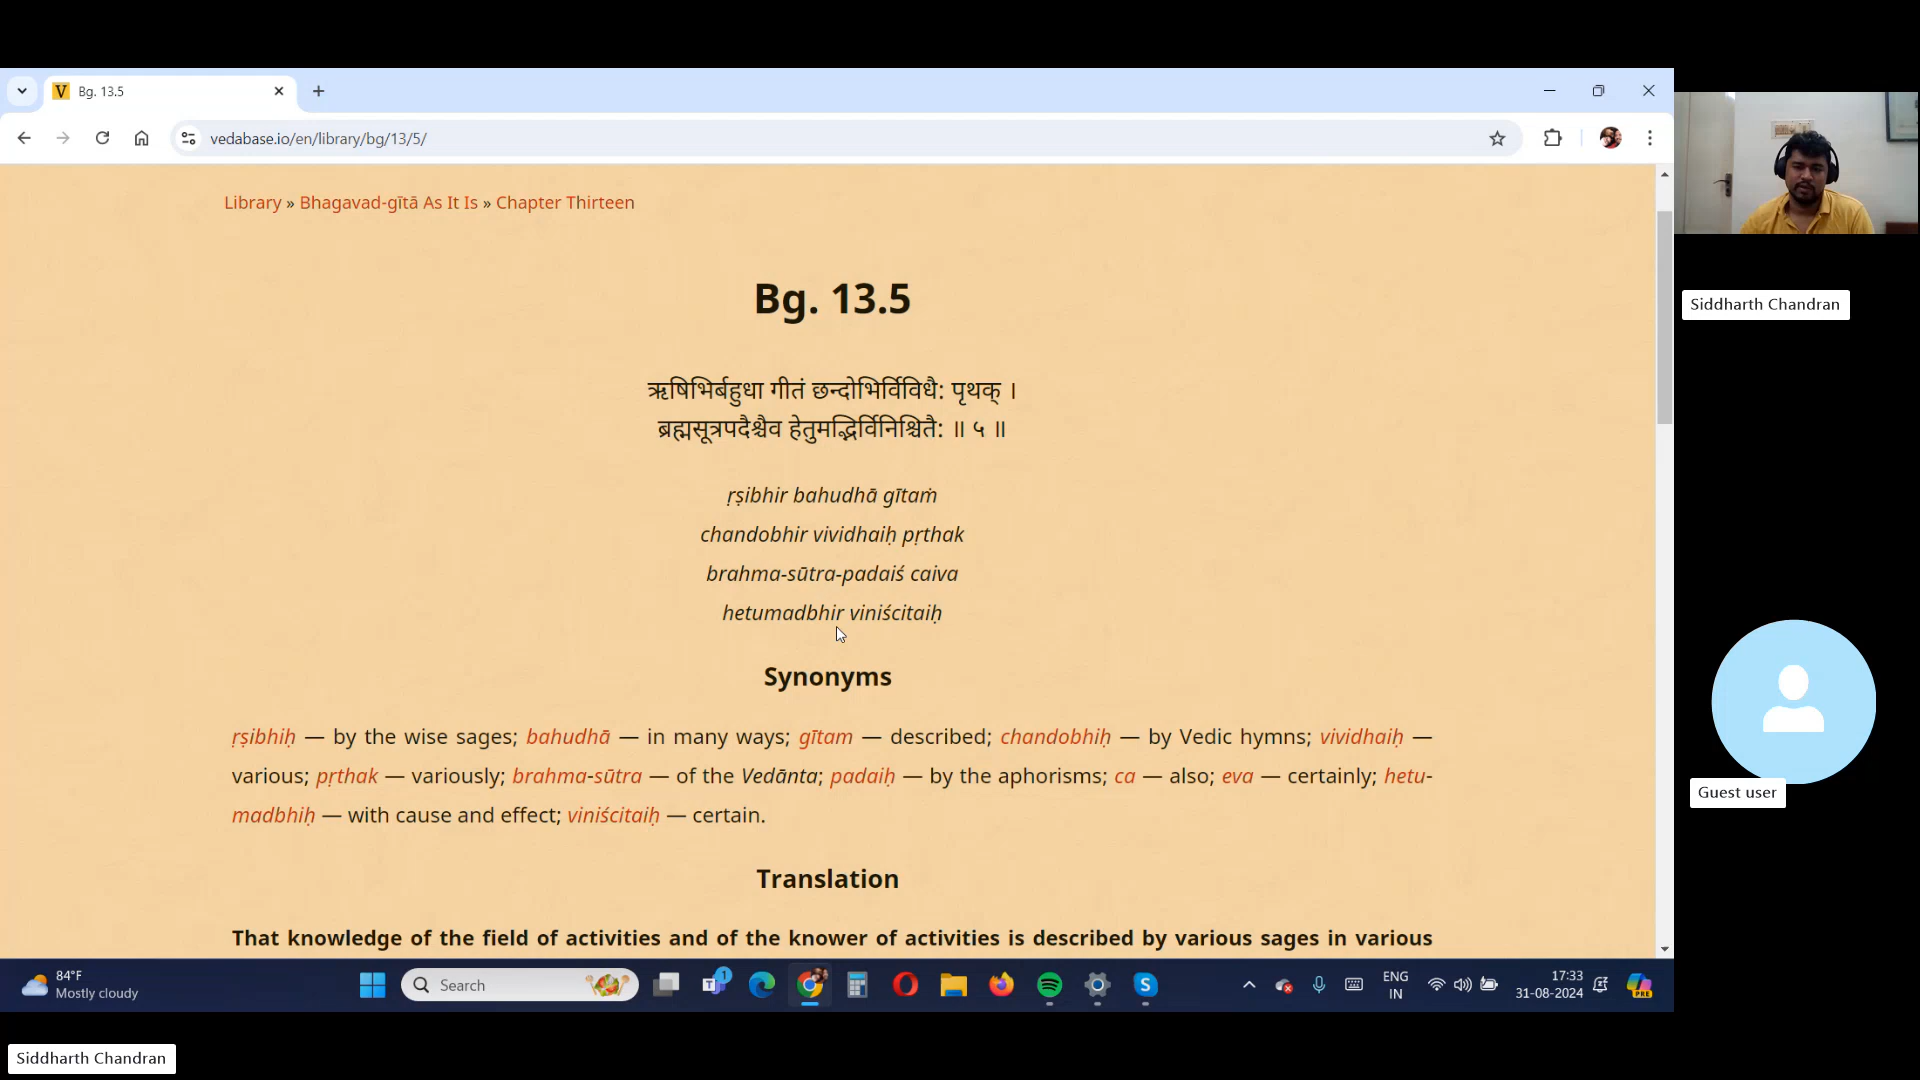 Bg. 13.5
vedabase.io/en/library/bg/13/5/
Library » Bhagavad-gītā As It Is » Chapter Thirteen
Bg. 13.5
ऋषिभिर्बहुधा गीतं छन्दोभिर्विविधै: पृथक् ।
ब्रह्मसूत्रपदैश्चैव हेतुमद्भिर्विनिश्चितै: ॥ ५ ॥
ṛṣibhir bahudhā gītaṁ
chandobhir vividhaiḥ pṛthak
brahma-sūtra-padaiś caiva
hetumadbhir viniścitaiḥ
Synonyms
ṛṣibhiḥ — by the wise sages; bahudhā — in many ways; gītam — described; chandobhiḥ — by Vedic hymns; vividhaiḥ —
various; pṛthak — variously; brahma-sūtra — of the Vedānta; padaiḥ — by the aphorisms; ca — also; eva — certainly; hetu-
madbhiḥ — with cause and effect; viniścitaiḥ — certain.
Translation
That knowledge of the field of activities and of the knower of activities is described by various sages in various
Siddharth Chandran
Guest user
84°F
Mostly cloudy
Search
1
ENG
IN
17:33
31-08-2024
PRE
Siddharth Chandran